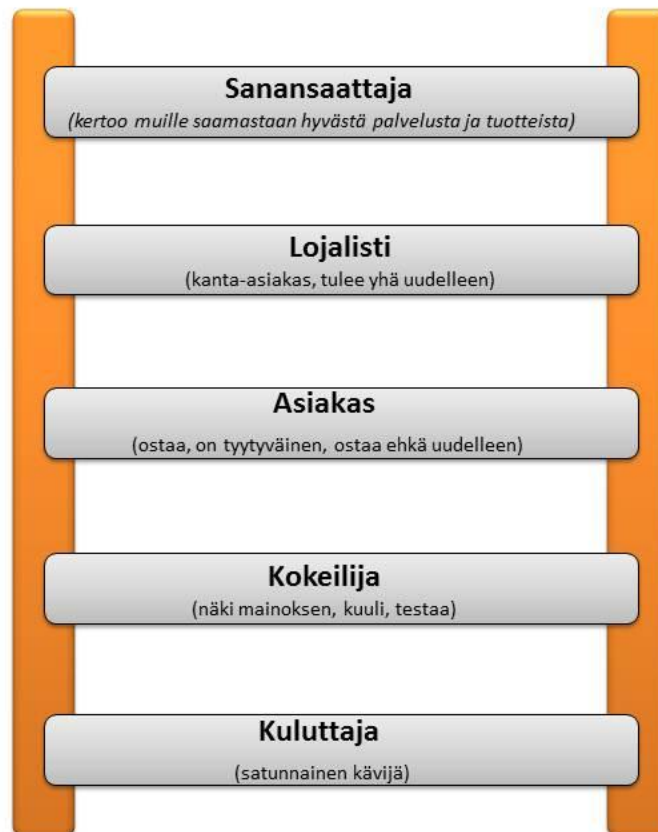 Sanansaattaja
(kertoo muille saamastaan hyvästä palvelusta ja tuotteista)
Lojalisti
(kanta-asiakas, tulee yhä uudelleen)
Asiakas
(ostaa, on tyytyväinen, ostaa ehkä uudelleen)
Kokeilija
(näki mainoksen, kuuli, testaa)
Kuluttaja
(satunnainen kävijä)